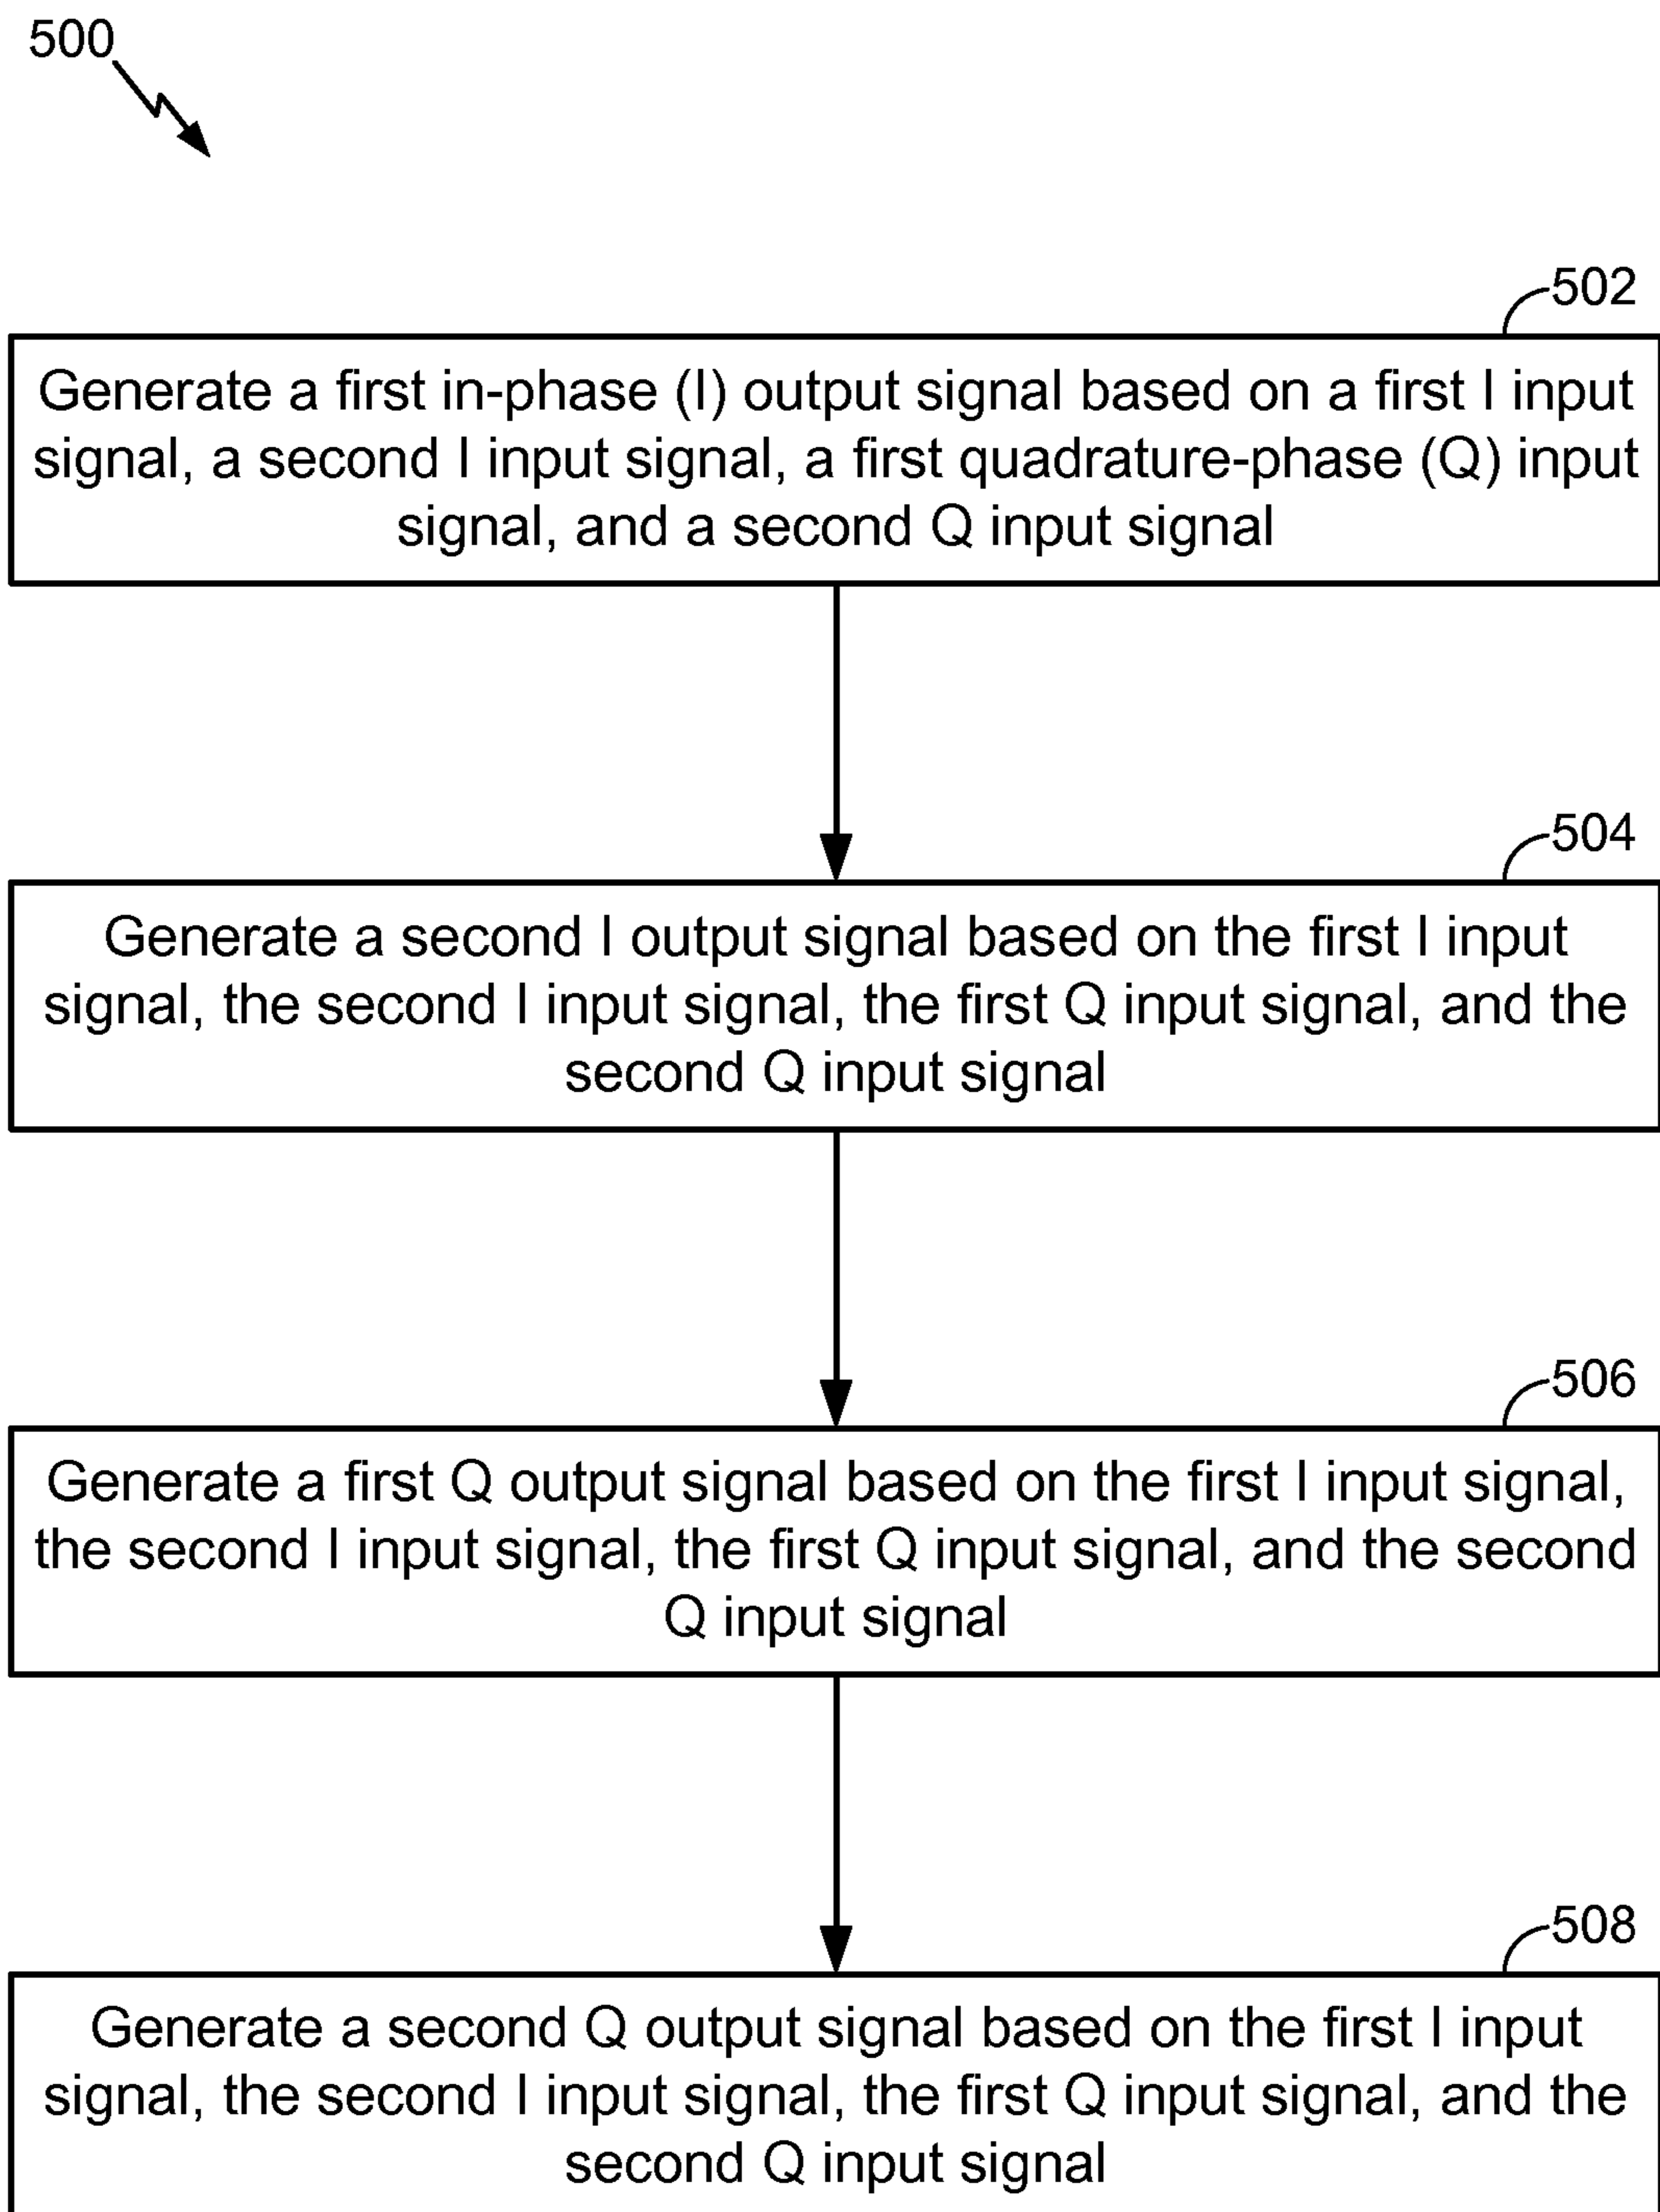 500
502
Generate a first in-phase (I) output signal based on a first I input
signal, a second I input signal, a first quadrature-phase (Q) input
signal, and a second Q input signal
504
Generate a second I output signal based on the first I input
signal, the second I input signal, the first Q input signal, and the
second Q input signal
506
Generate a first Q output signal based on the first I input signal,
the second I input signal, the first Q input signal, and the second
Q input signal
508
Generate a second Q output signal based on the first I input
signal, the second I input signal, the first Q input signal, and the
second Q input signal